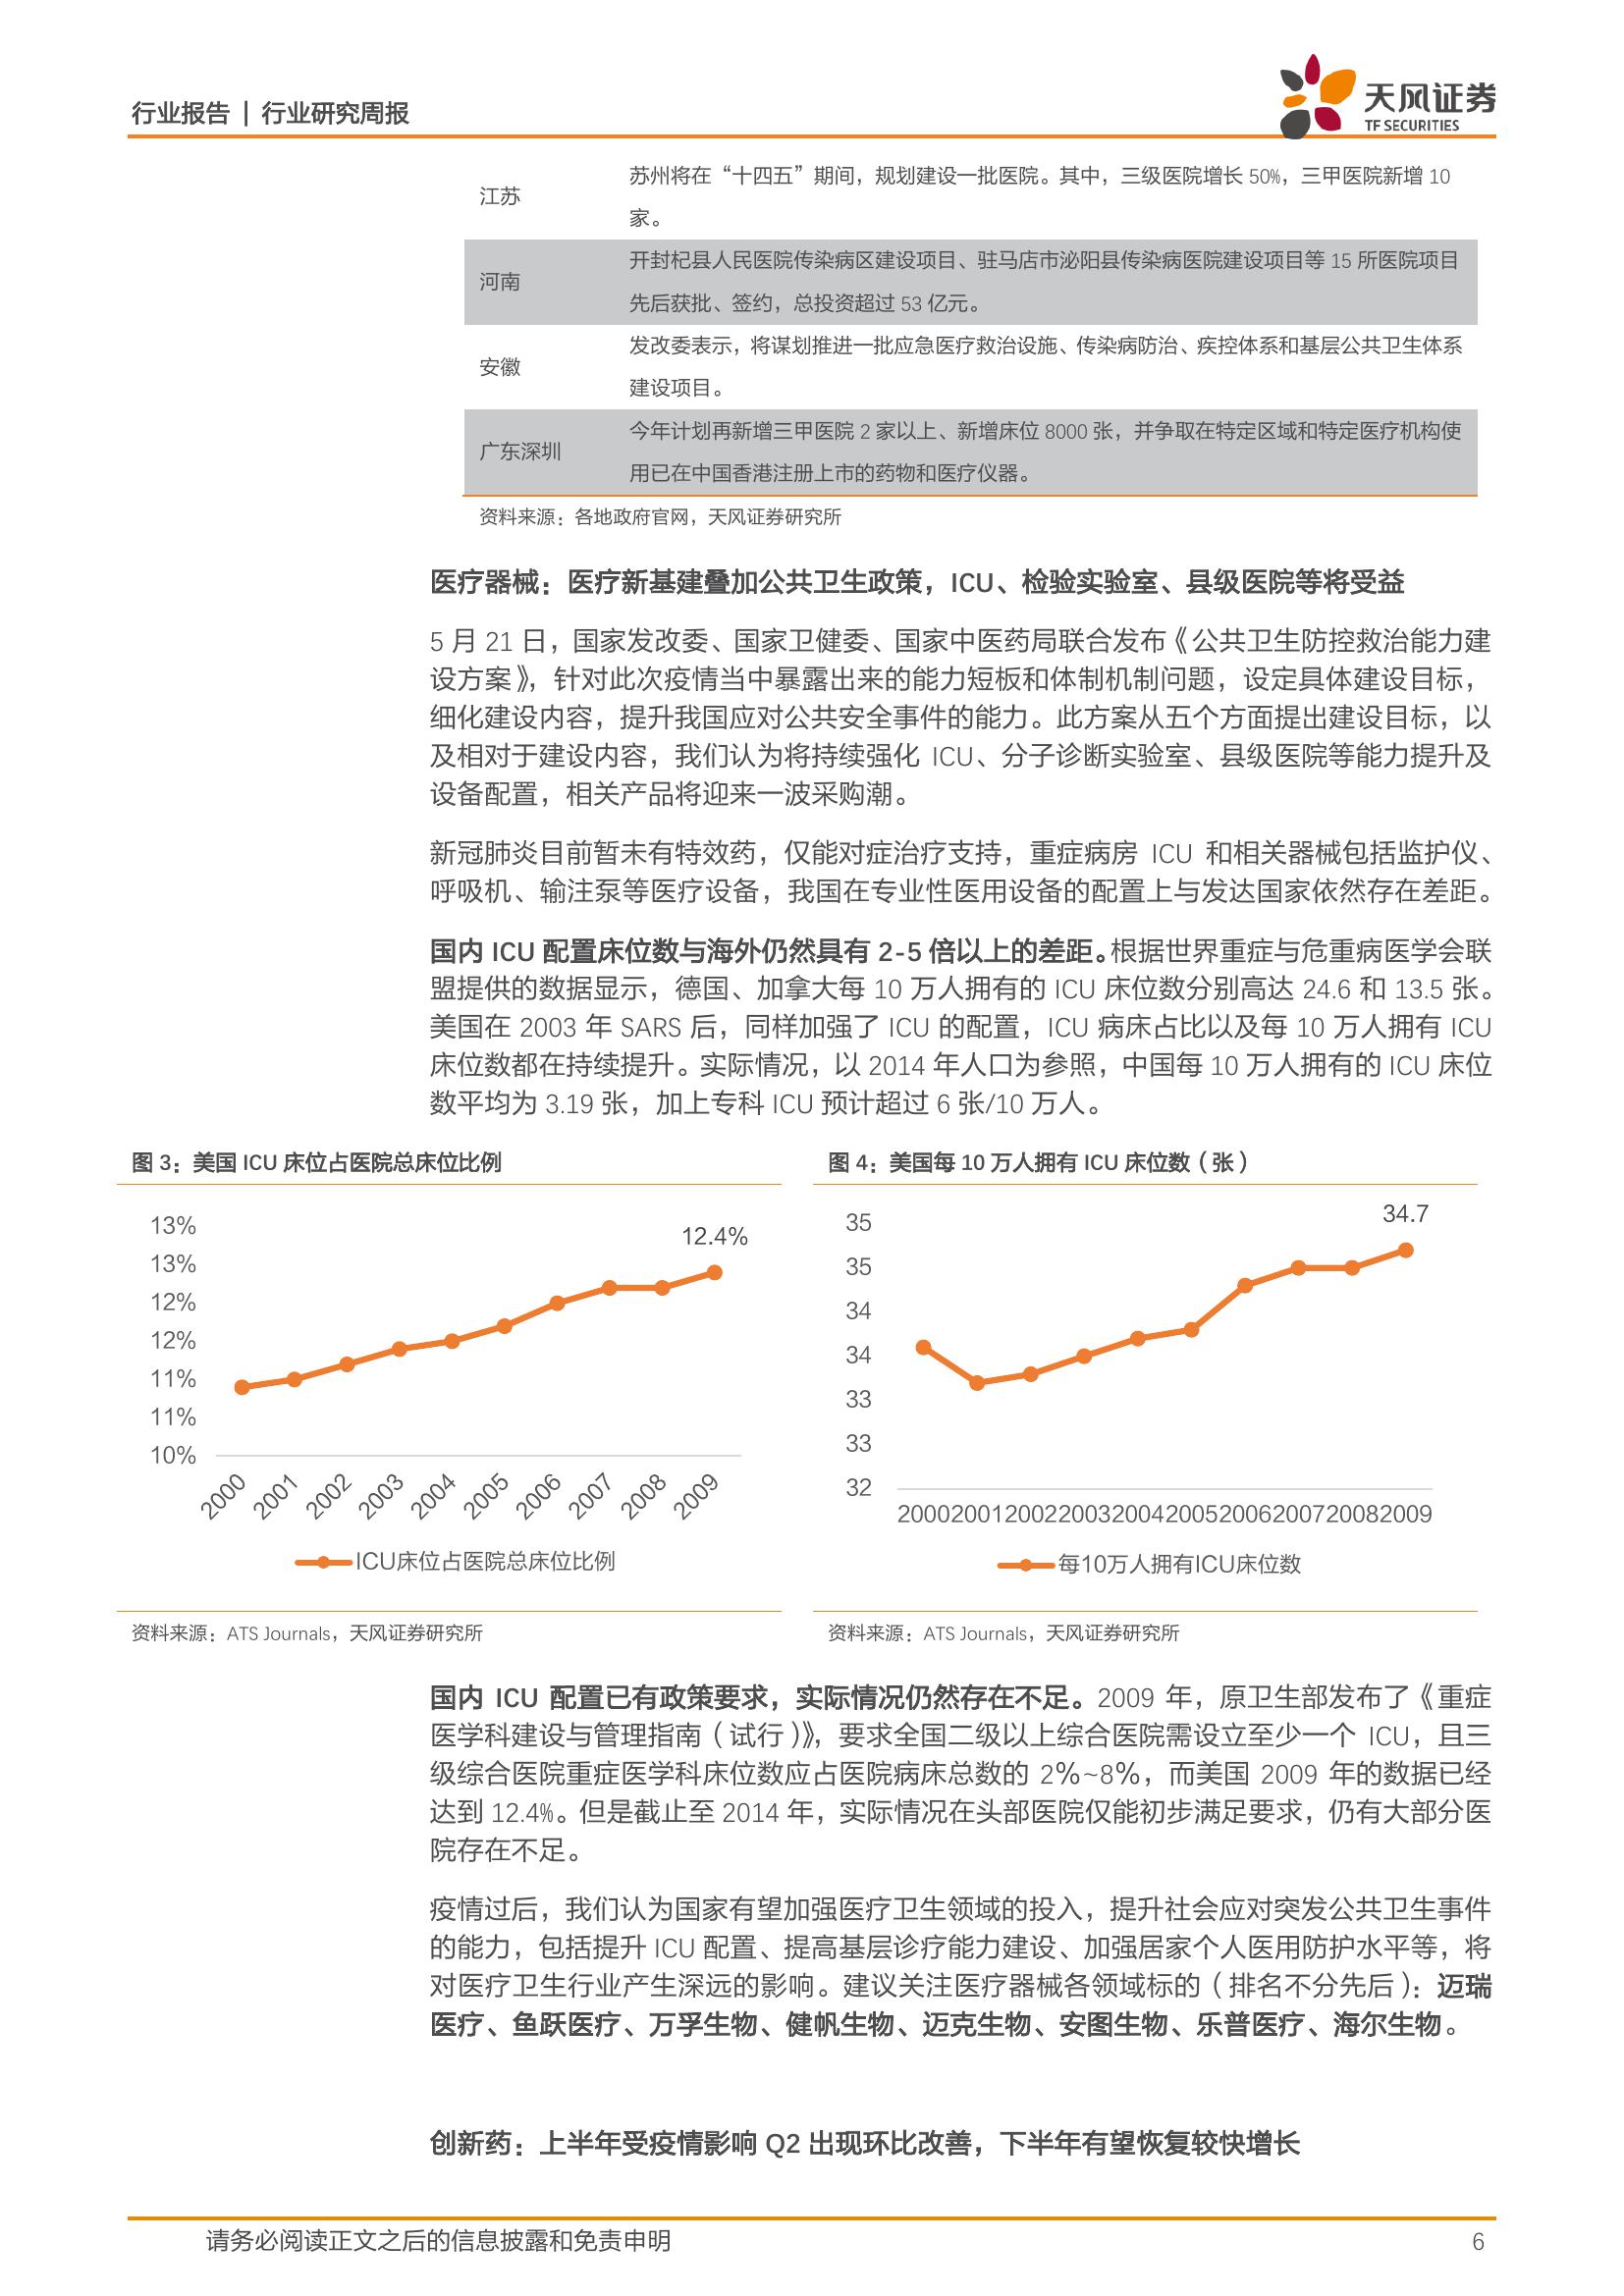 行业报告 | 行业研究周报
天风证券
TF SECURITIES
江苏
苏州将在“十四五”期间，规划建设一批医院。其中，三级医院增长 50%，三甲医院新增 10
家。
河南
开封杞县人民医院传染病区建设项目、驻马店市泌阳县传染病医院建设项目等 15 所医院项目
先后获批、签约，总投资超过 53 亿元。
安徽
发改委表示，将谋划推进一批应急医疗救治设施、传染病防治、疾控体系和基层公共卫生体系
建设项目。
广东深圳
今年计划再新增三甲医院 2 家以上、新增床位 8000 张，并争取在特定区域和特定医疗机构使
用已在中国香港注册上市的药物和医疗仪器。
资料来源：各地政府官网，天风证券研究所
医疗器械：医疗新基建叠加公共卫生政策，ICU、检验实验室、县级医院等将受益
5 月 21 日，国家发改委、国家卫健委、国家中医药局联合发布《公共卫生防控救治能力建
设方案》，针对此次疫情当中暴露出来的能力短板和体制机制问题，设定具体建设目标，
细化建设内容，提升我国应对公共安全事件的能力。此方案从五个方面提出建设目标，以
及相对于建设内容，我们认为将持续强化 ICU、分子诊断实验室、县级医院等能力提升及
设备配置，相关产品将迎来一波采购潮。
新冠肺炎目前暂未有特效药，仅能对症治疗支持，重症病房 ICU 和相关器械包括监护仪、
呼吸机、输注泵等医疗设备，我国在专业性医用设备的配置上与发达国家依然存在差距。
国内 ICU 配置床位数与海外仍然具有 2-5 倍以上的差距。根据世界重症与危重病医学会联
盟提供的数据显示，德国、加拿大每 10 万人拥有的 ICU 床位数分别高达 24.6 和 13.5 张。
美国在 2003 年 SARS 后，同样加强了 ICU 的配置，ICU 病床占比以及每 10 万人拥有 ICU
床位数都在持续提升。实际情况，以 2014 年人口为参照，中国每 10 万人拥有的 ICU 床位
数平均为 3.19 张，加上专科 ICU 预计超过 6 张/10 万人。
图 3：美国 ICU 床位占医院总床位比例
13%
13%
12%
12%
11%
11%
10%
12.4%
2000 2001 2002 2003 2004 2005 2006 2007 2008 2009
ICU床位占医院总床位比例
资料来源：ATS Journals，天风证券研究所
图 4：美国每 10 万人拥有 ICU 床位数（张）
35
35
34
34
33
33
32
34.7
2000200120022003200420052006200720082009
每10万人拥有ICU床位数
资料来源：ATS Journals，天风证券研究所
国内 ICU 配置已有政策要求，实际情况仍然存在不足。2009 年，原卫生部发布了《重症
医学科建设与管理指南（试行）》，要求全国二级以上综合医院需设立至少一个 ICU，且三
级综合医院重症医学科床位数应占医院病床总数的 2%~8%，而美国 2009 年的数据已经
达到 12.4%。但是截止至 2014 年，实际情况在头部医院仅能初步满足要求，仍有大部分医
院存在不足。
疫情过后，我们认为国家有望加强医疗卫生领域的投入，提升社会应对突发公共卫生事件
的能力，包括提升 ICU 配置、提高基层诊疗能力建设、加强居家个人医用防护水平等，将
对医疗卫生行业产生深远的影响。建议关注医疗器械各领域标的（排名不分先后）：迈瑞
医疗、鱼跃医疗、万孚生物、健帆生物、迈克生物、安图生物、乐普医疗、海尔生物。
创新药：上半年受疫情影响 Q2 出现环比改善，下半年有望恢复较快增长
请务必阅读正文之后的信息披露和免责申明
6